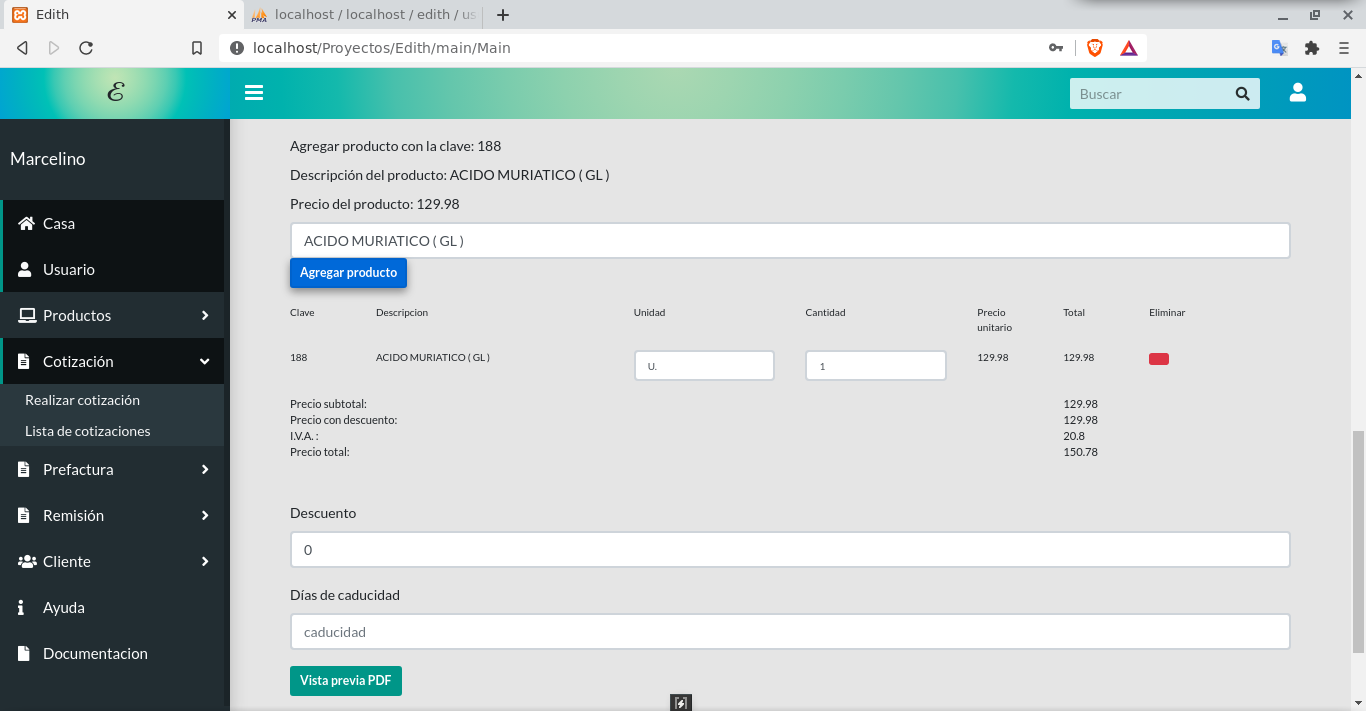 Edith
localhost / localhost / edith / us
localhost/Proyectos/Edith/main/Main
ℰ
Buscar
Marcelino
Casa
Usuario
Productos
Cotización
Realizar cotización
Lista de cotizaciones
Prefactura
Remisión
Cliente
Ayuda
Documentacion
Agregar producto con la clave: 188
Descripción del producto: ACIDO MURIATICO ( GL )
Precio del producto: 129.98
ACIDO MURIATICO ( GL )
Agregar producto
Clave Descripcion Unidad Cantidad Precio unitario Total Eliminar
188 ACIDO MURIATICO ( GL ) U. 1 129.98 129.98
Precio subtotal: 129.98
Precio con descuento: 129.98
I.V.A. : 20.8
Precio total: 150.78
Descuento
0
Días de caducidad
caducidad
Vista previa PDF